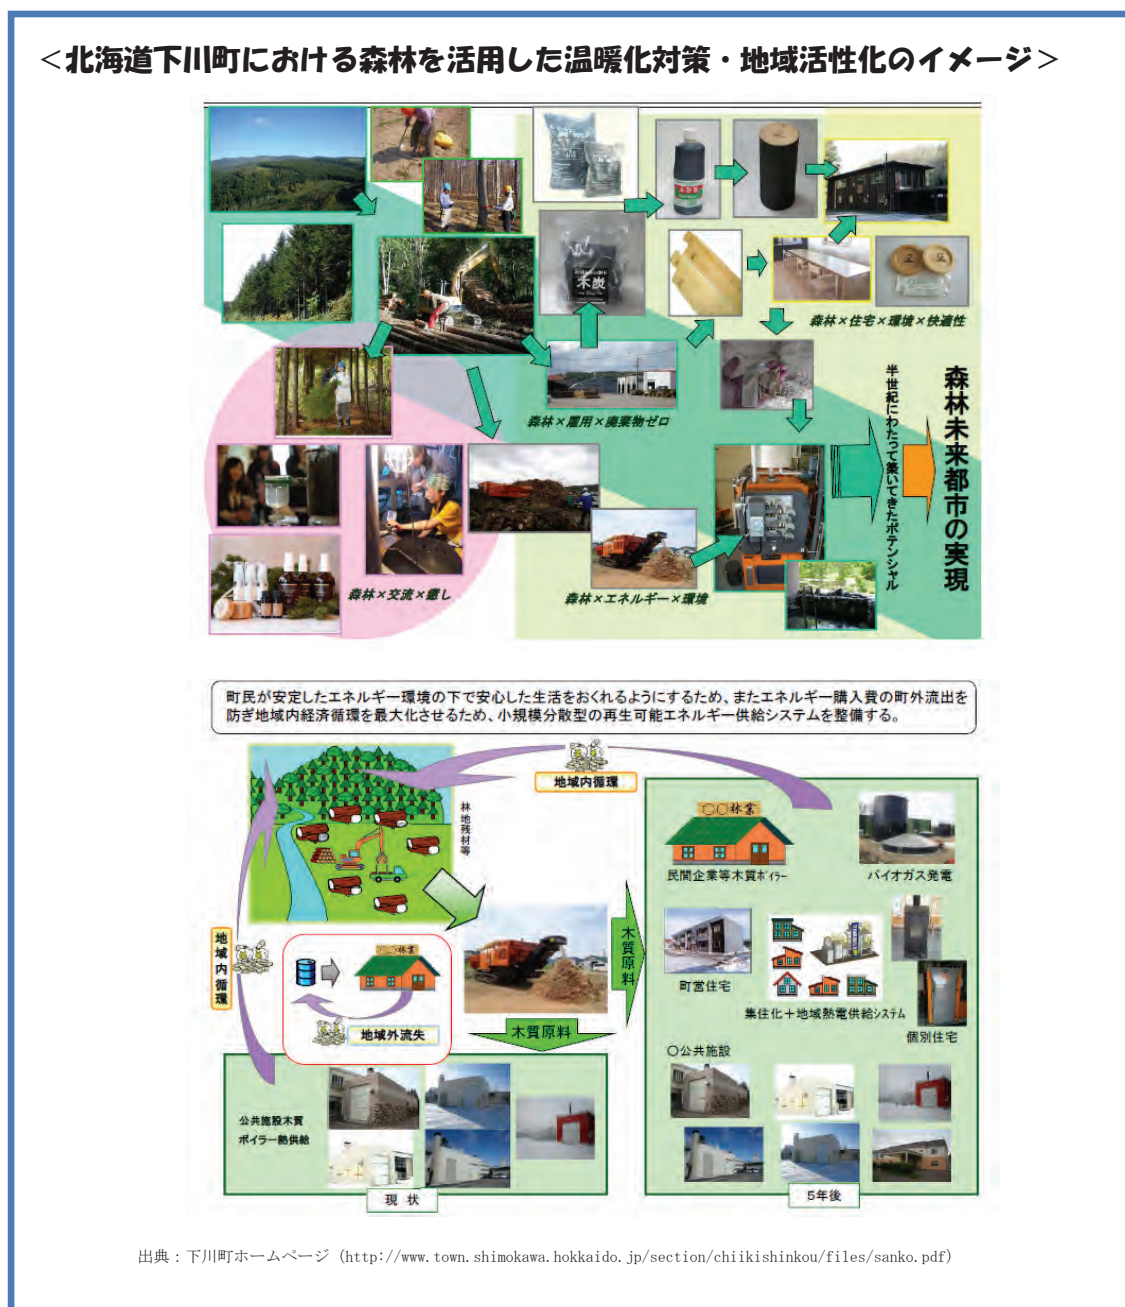 ＜北海道下川町における森林を活用した温暖化対策・地域活性化のイメージ＞
木炭
森林×住宅×環境×快適性
森林×雇用×廃棄物ゼロ
森林×交流×癒し
森林×エネルギー×環境
半世紀にわたって築いてきたポテンシャル
森林未来都市の実現
町民が安定したエネルギー環境の下で安心した生活をおくれるようにするため、またエネルギー購入費の町外流出を
防ぎ地域内経済循環を最大化させるため、小規模分散型の再生可能エネルギー供給システムを整備する。
地域内循環
林地残材等
〇〇林業
民間企業等木質ボイラー
バイオガス発電
地域内循環
〇〇林業
地域外流失
木質原料
木質原料
町営住宅
集住化＋地域熱電供給システム
個別住宅
〇公共施設
公共施設木質
ボイラー熱供給
現 状
5年後
出典：下川町ホームページ（http://www.town.shimokawa.hokkaido.jp/section/chiikishinkou/files/sanko.pdf）